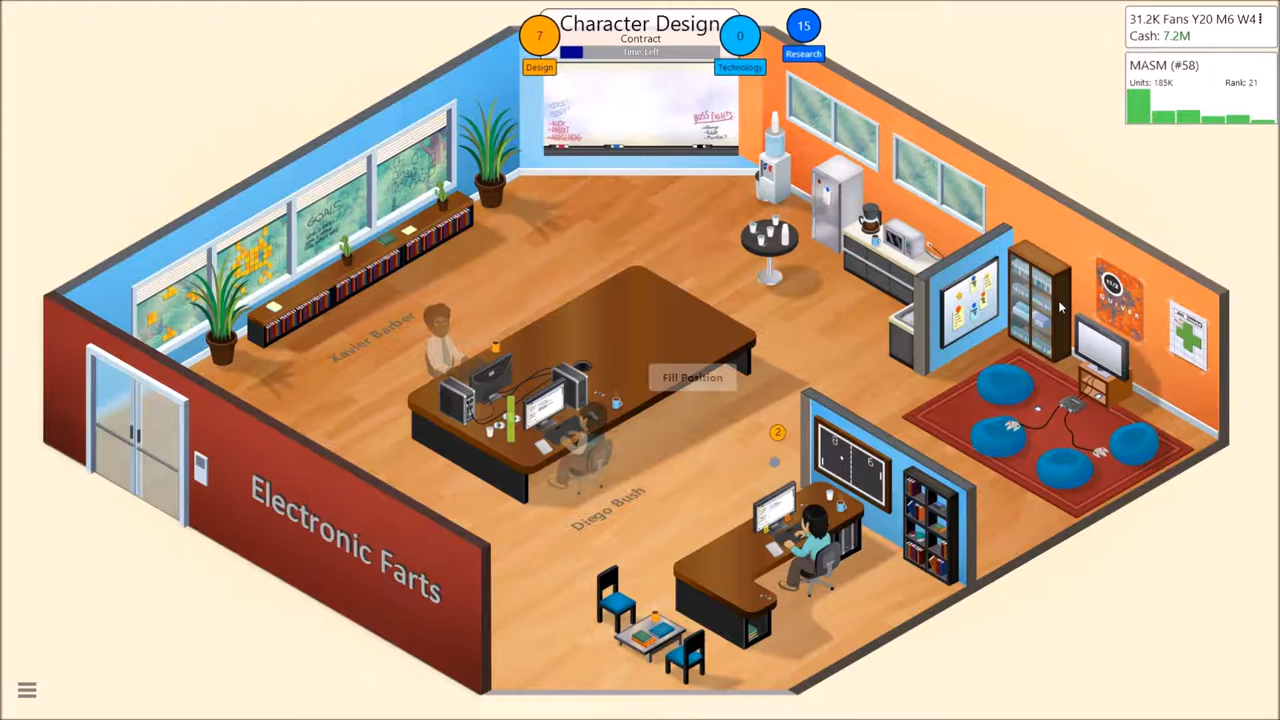 Character Design
Contract
Time Left
7
Design
0
Technology
15
Research
31.2K Fans Y20 M6 W4
Cash: 7.2M
MASM (#58)
Units: 185K
Rank: 21
BOSS FIGHTS
GOALS
Xavier Barber
Fill Position
2
Diego Bush
Electronic Farts